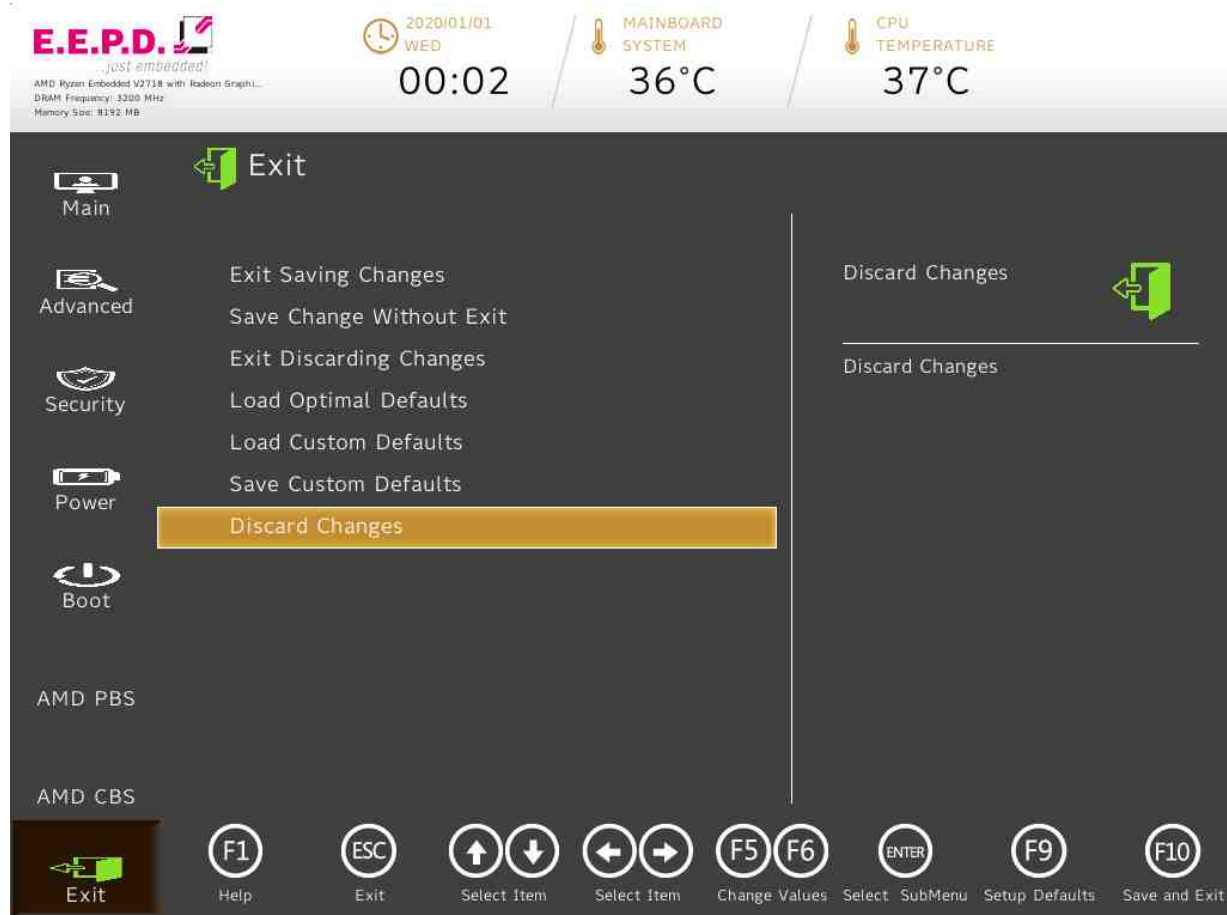 E.E.P.D.
...just embedded!
AMD Ryzen Embedded V2718 with Radeon Graphi...
DRAM Frequency: 3200 MHz
Memory Size: 8192 MB
2020/01/01
WED
00:02
MAINBOARD
SYSTEM
36°C
CPU
TEMPERATURE
37°C
Main
Advanced
Security
Power
Boot
AMD PBS
AMD CBS
Exit
Exit
Exit Saving Changes
Save Change Without Exit
Exit Discarding Changes
Load Optimal Defaults
Load Custom Defaults
Save Custom Defaults
Discard Changes
Discard Changes
Discard Changes
F1
Help
ESC
Exit
Select Item
Select Item
F5 F6
Change Values
ENTER
Select SubMenu
F9
Setup Defaults
F10
Save and Exit